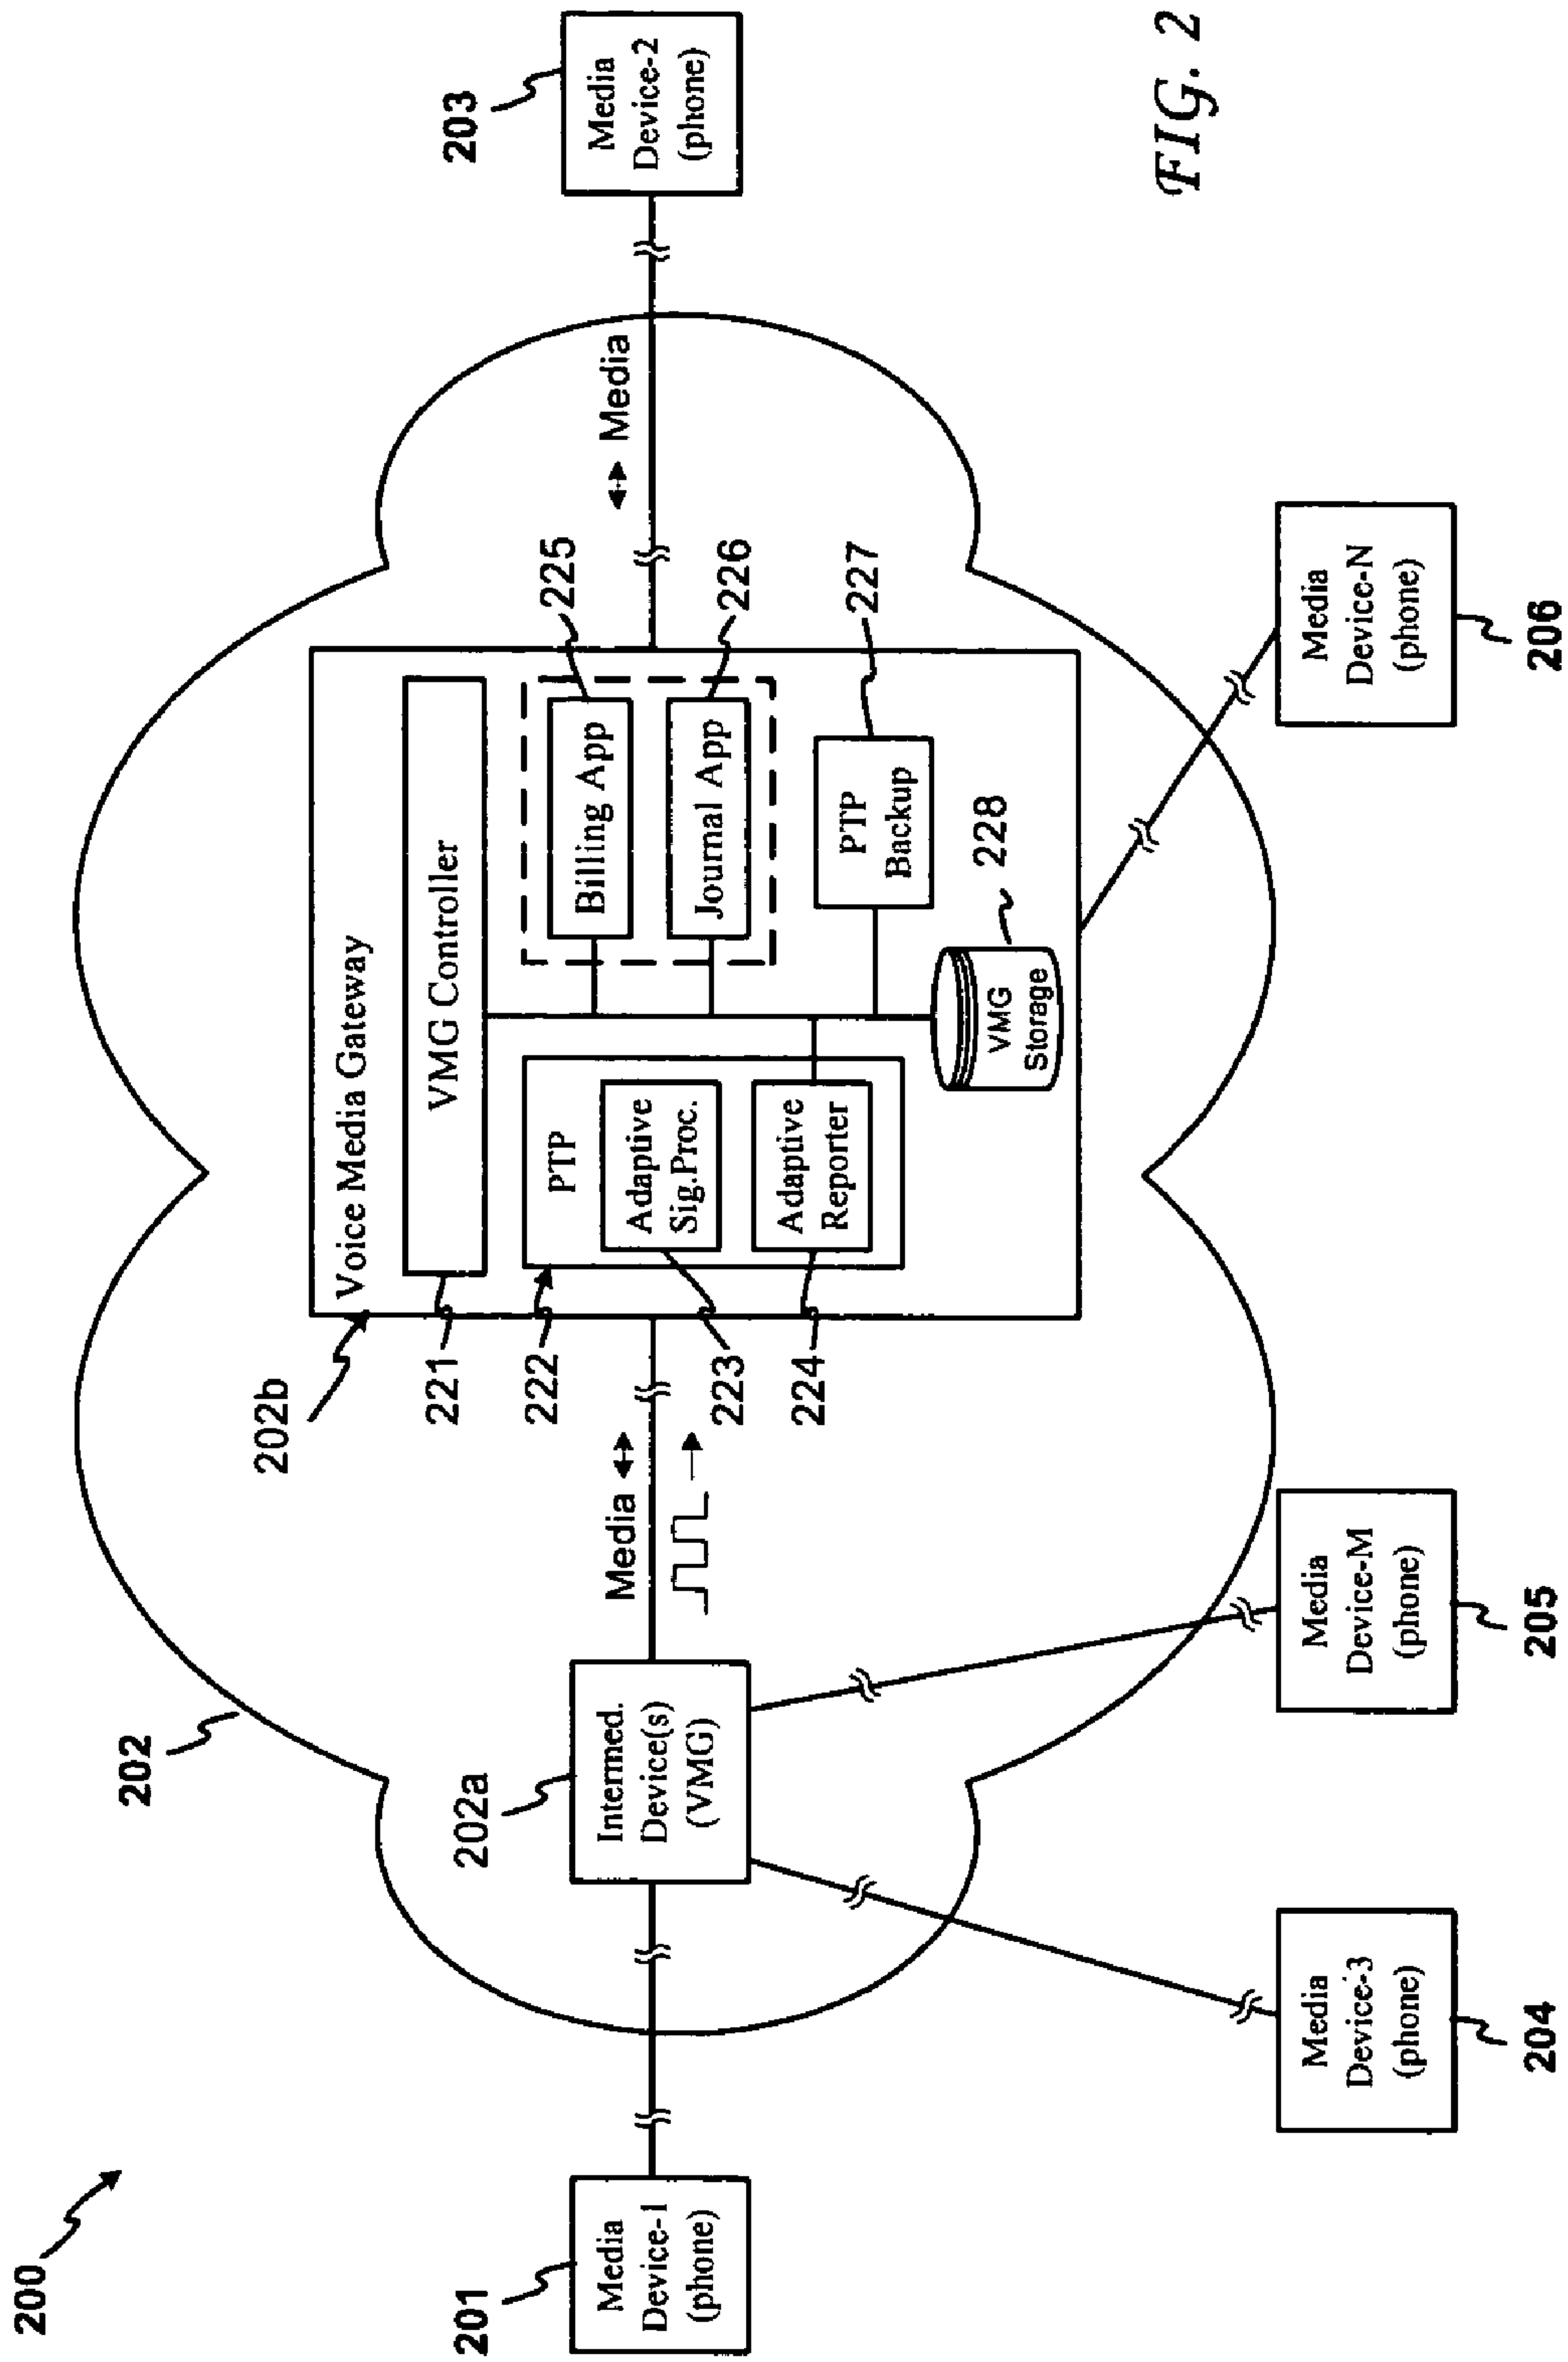 200
202
201
Media
Device-1
(phone)
202a
Intermed.
Device(s)
(VMG)
Media
202b
Voice Media Gateway
221
VMG Controller
222
PTP
223
Adaptive
Sig.Proc.
224
Adaptive
Reporter
225
Billing App
226
Journal App
227
PTP
Backup
228
VMG
Storage
Media
203
Media
Device-2
(phone)
204
Media
Device-3
(phone)
205
Media
Device-M
(phone)
206
Media
Device-N
(phone)
FIG. 2